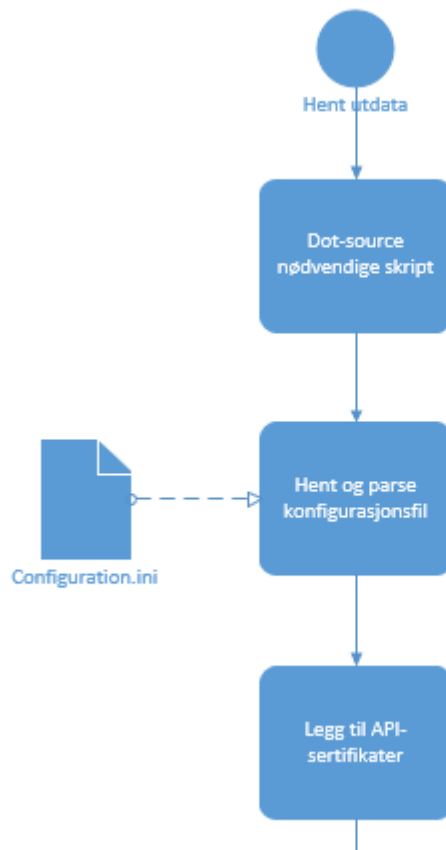 Hent utdata
Dot-source
nødvendige skript
Hent og parse
konfigurasjonsfil
Configuration.ini
Legg til API-
sertifikater